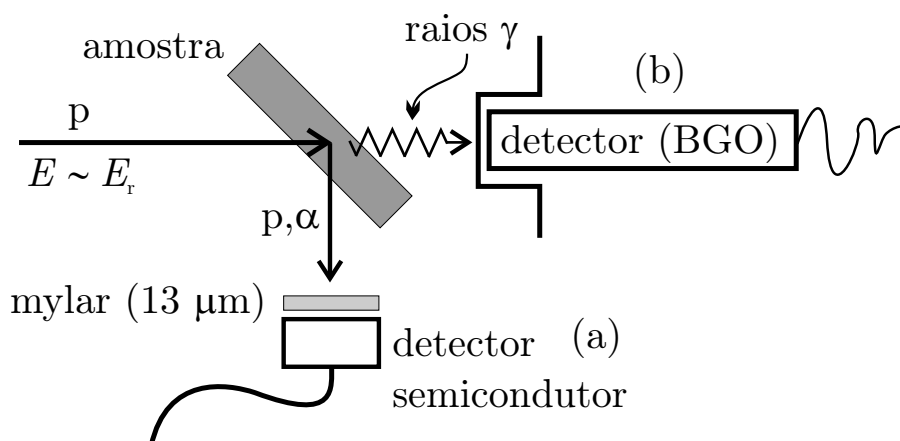 raios γ
amostra
(b)
p
detector (BGO)
E ~ Er
p,α
mylar (13 μm)
detector
semicondutor
(a)